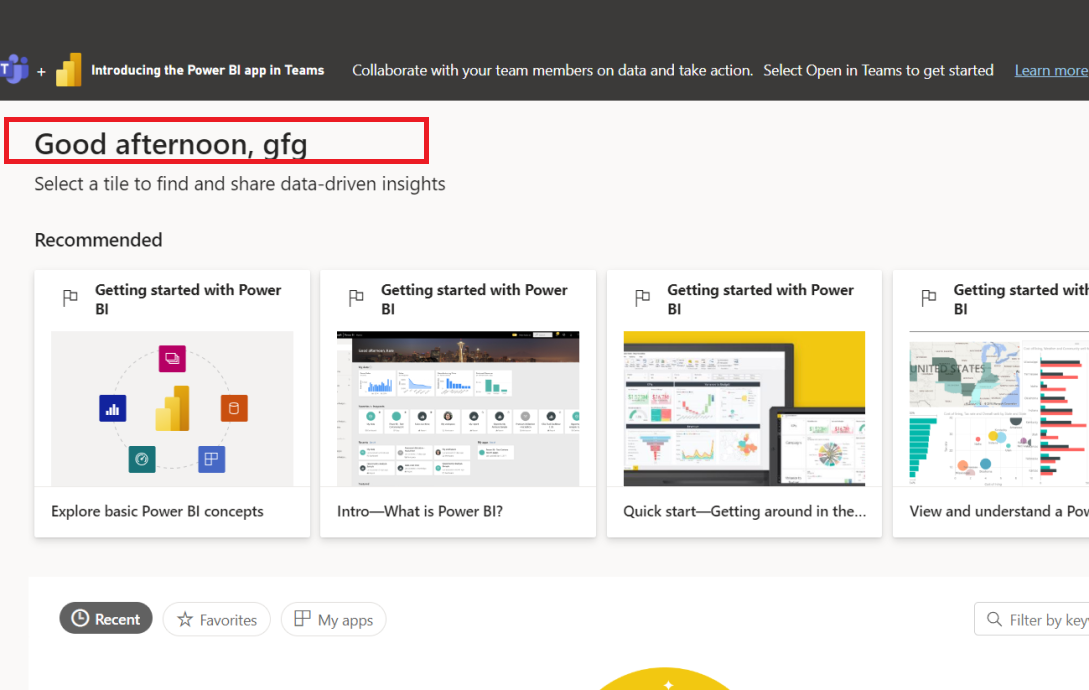 T + Introducing the Power BI app in Teams Collaborate with your team members on data and take action. Select Open in Teams to get started Learn more
Good afternoon, gfg
Select a tile to find and share data-driven insights
Recommended
Getting started with Power
BI
Explore basic Power BI concepts
Getting started with Power
BI
Intro—What is Power BI?
Getting started with Power
BI
Quick start—Getting around in the...
Getting started with
BI
UNITED STATES
View and understand a Pow
Recent Favorites My apps Filter by key